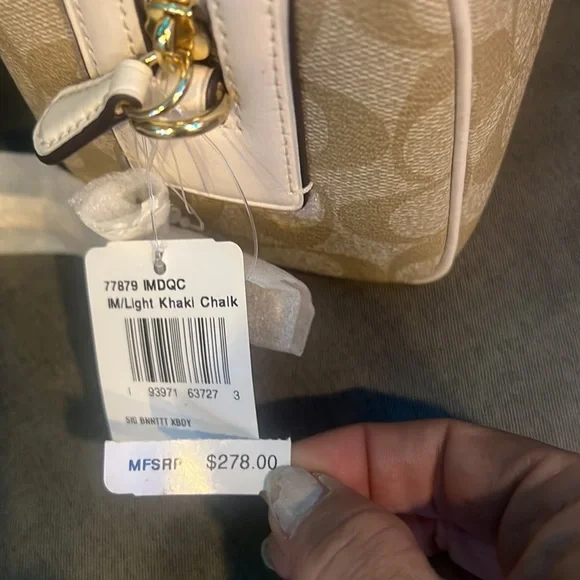 77879 IMDQC
IM/Light Khaki Chalk
1 93971 63727 3
SIG BNNTTT XBDY
MFSRP $278.00